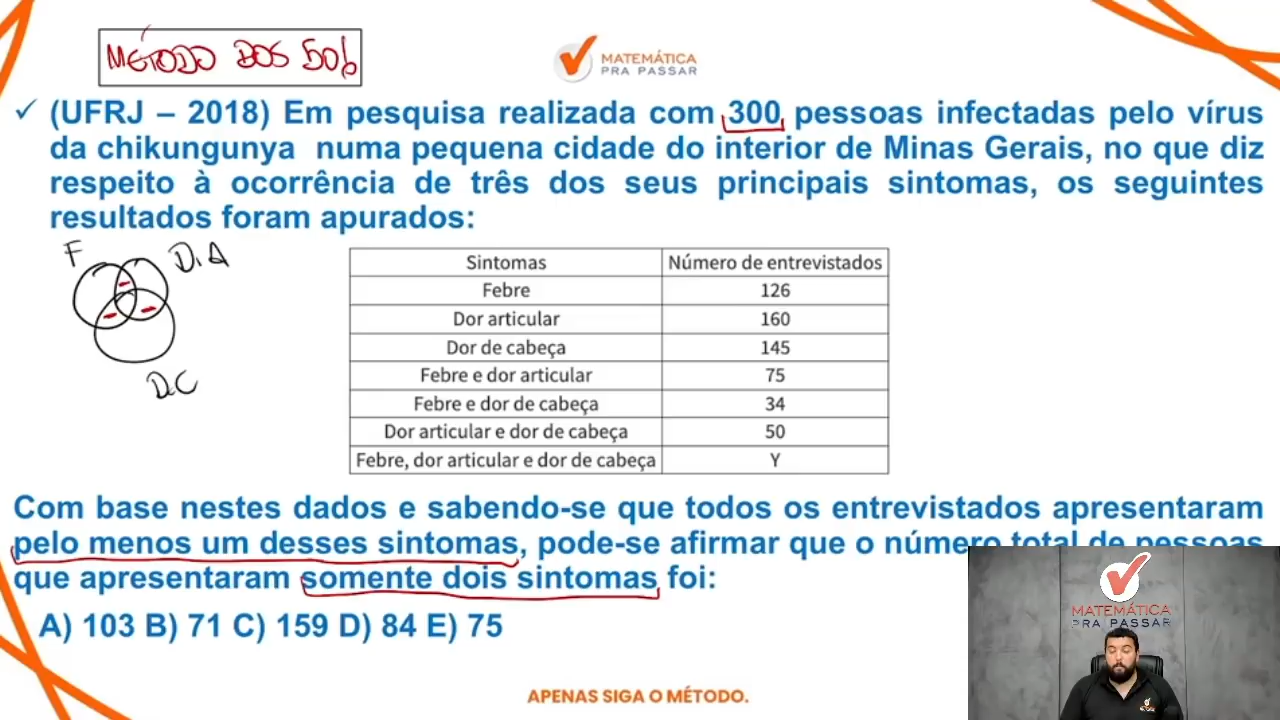 MÉTODO DOS 50%
MATEMÁTICA
PRA PASSAR
✓ (UFRJ – 2018) Em pesquisa realizada com 300 pessoas infectadas pelo vírus
da chikungunya numa pequena cidade do interior de Minas Gerais, no que diz
respeito à ocorrência de três dos seus principais sintomas, os seguintes
resultados foram apurados:
F
D.A
D.C
Sintomas Número de entrevistados
Febre 126
Dor articular 160
Dor de cabeça 145
Febre e dor articular 75
Febre e dor de cabeça 34
Dor articular e dor de cabeça 50
Febre, dor articular e dor de cabeça Y
Com base nestes dados e sabendo-se que todos os entrevistados apresentaram
pelo menos um desses sintomas, pode-se afirmar que o número total de pessoas
que apresentaram somente dois sintomas foi:
A) 103 B) 71 C) 159 D) 84 E) 75
MATEMÁTICA
PRA PASSAR
APENAS SIGA O MÉTODO.